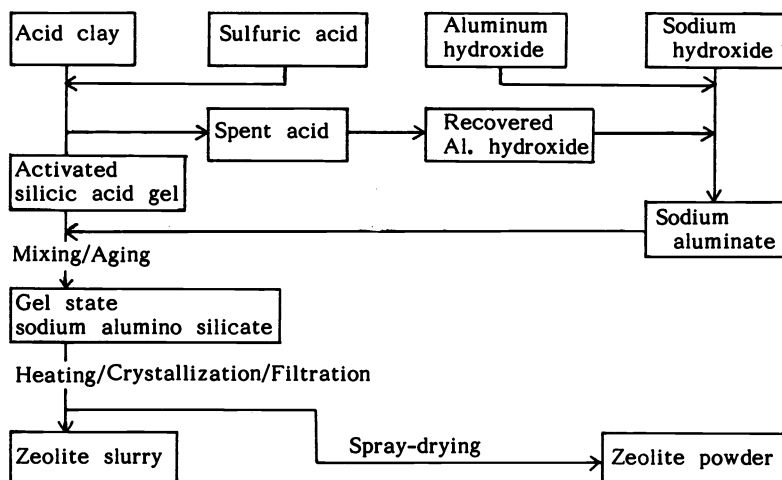 Acid clay
Sulfuric acid
Aluminum
hydroxide
Sodium
hydroxide
Spent acid
Recovered
Al. hydroxide
Activated
silicic acid gel
Sodium
aluminate
Mixing/Aging
Gel state
sodium alumino silicate
Heating/Crystallization/Filtration
Zeolite slurry
Spray-drying
Zeolite powder